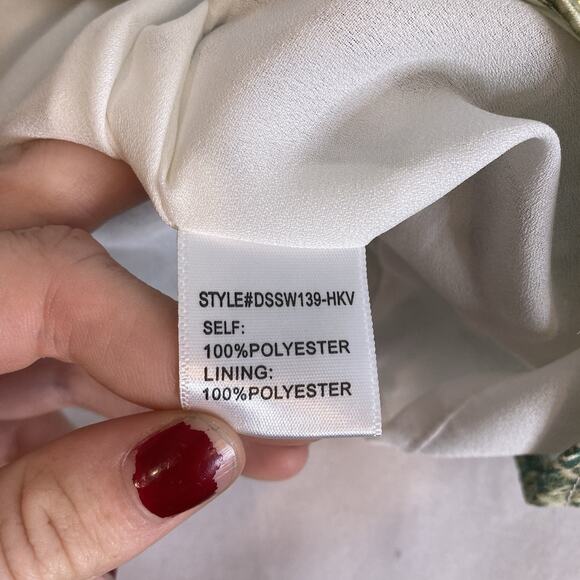 STYLE#DSSW139-HKV
SELF:
100%POLYESTER
LINING:
100%POLYESTER